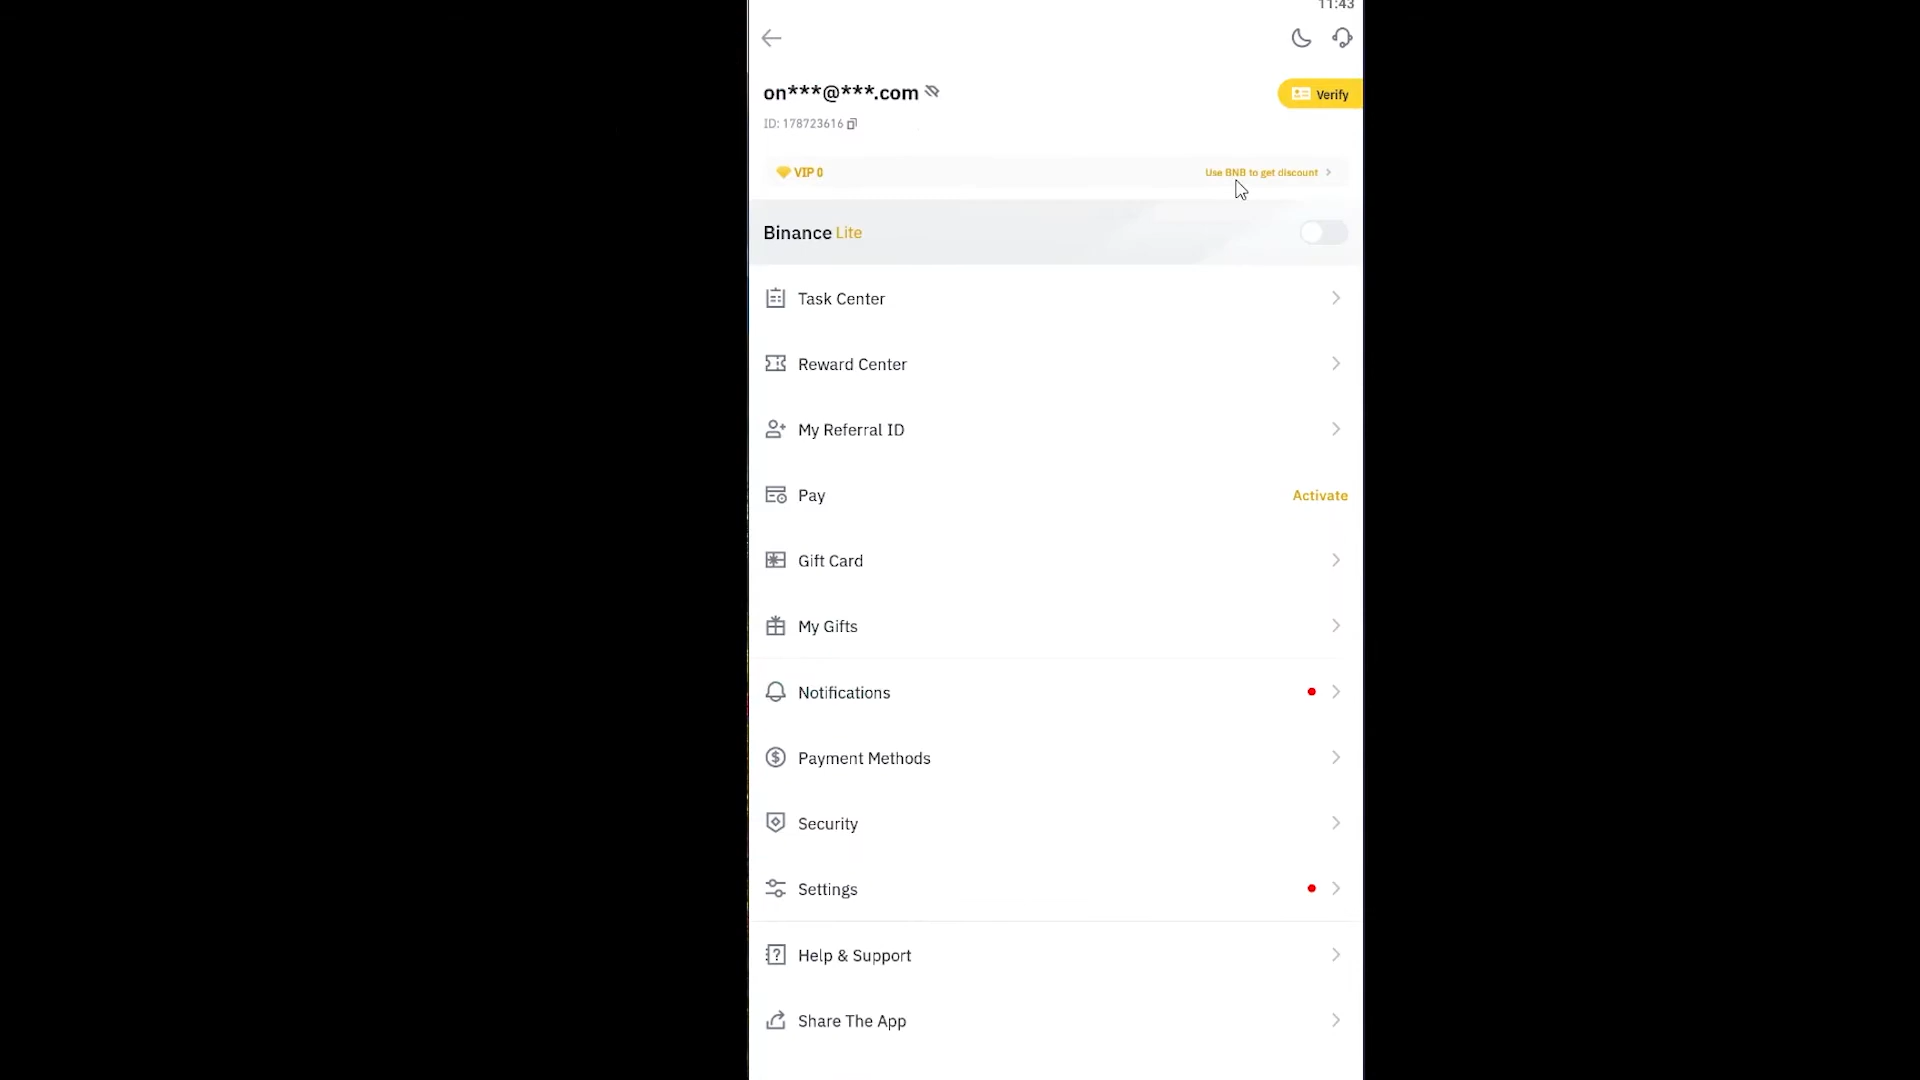 11:43
on***@***.com
Verify
ID: 178723616
VIP 0
Use BNB to get discount
Binance Lite
Task Center
Reward Center
My Referral ID
Pay
Activate
Gift Card
My Gifts
Notifications
Payment Methods
Security
Settings
Help & Support
Share The App